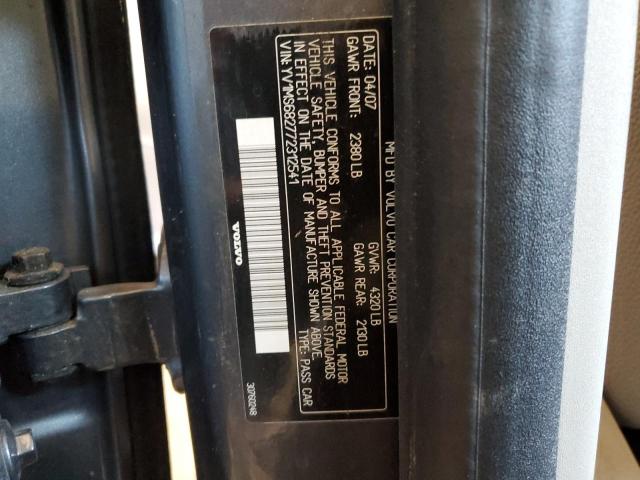 MFD BY VOLVO CAR CORPORATION
DATE: 04/07 GVWR: 4320 LB
GAWR FRONT: 2380 LB GAWR REAR: 2130 LB
THIS VEHICLE CONFORMS TO ALL APPLICABLE FEDERAL MOTOR
VEHICLE SAFETY, BUMPER AND THEFT PREVENTION STANDARDS
IN EFFECT ON THE DATE OF MANUFACTURE SHOWN ABOVE.
VIN: YV1MS682772312541 TYPE: PASS CAR
VOLVO 30760248